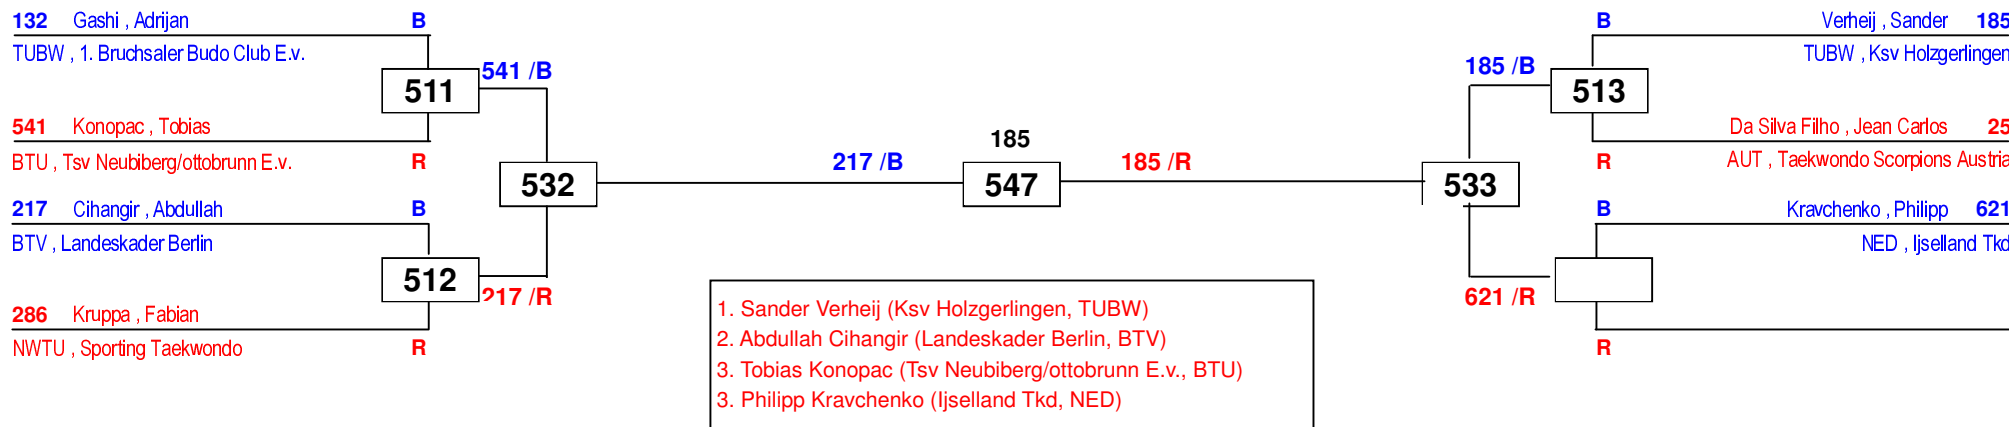 132 Gashi , Adrijan B
TUBW , 1. Bruchsaler Budo Club E.v.
511
541 /B
541 Konopac , Tobias
BTU , Tsv Neubiberg/ottobrunn E.v. R
532
217 Cihangir , Abdullah B
BTV , Landeskader Berlin
512
217 /R
286 Kruppa , Fabian
NWTU , Sporting Taekwondo R
217 /B
185
547
185 /R
B Verheij , Sander 185
TUBW , Ksv Holzgerlingen
185 /B
513
Da Silva Filho , Jean Carlos 25
R AUT , Taekwondo Scorpions Austria
533
B Kravchenko , Philipp 621
NED , Ijselland Tkd
621 /R
R
1. Sander Verheij (Ksv Holzgerlingen, TUBW)
2. Abdullah Cihangir (Landeskader Berlin, BTV)
3. Tobias Konopac (Tsv Neubiberg/ottobrunn E.v., BTU)
3. Philipp Kravchenko (Ijselland Tkd, NED)